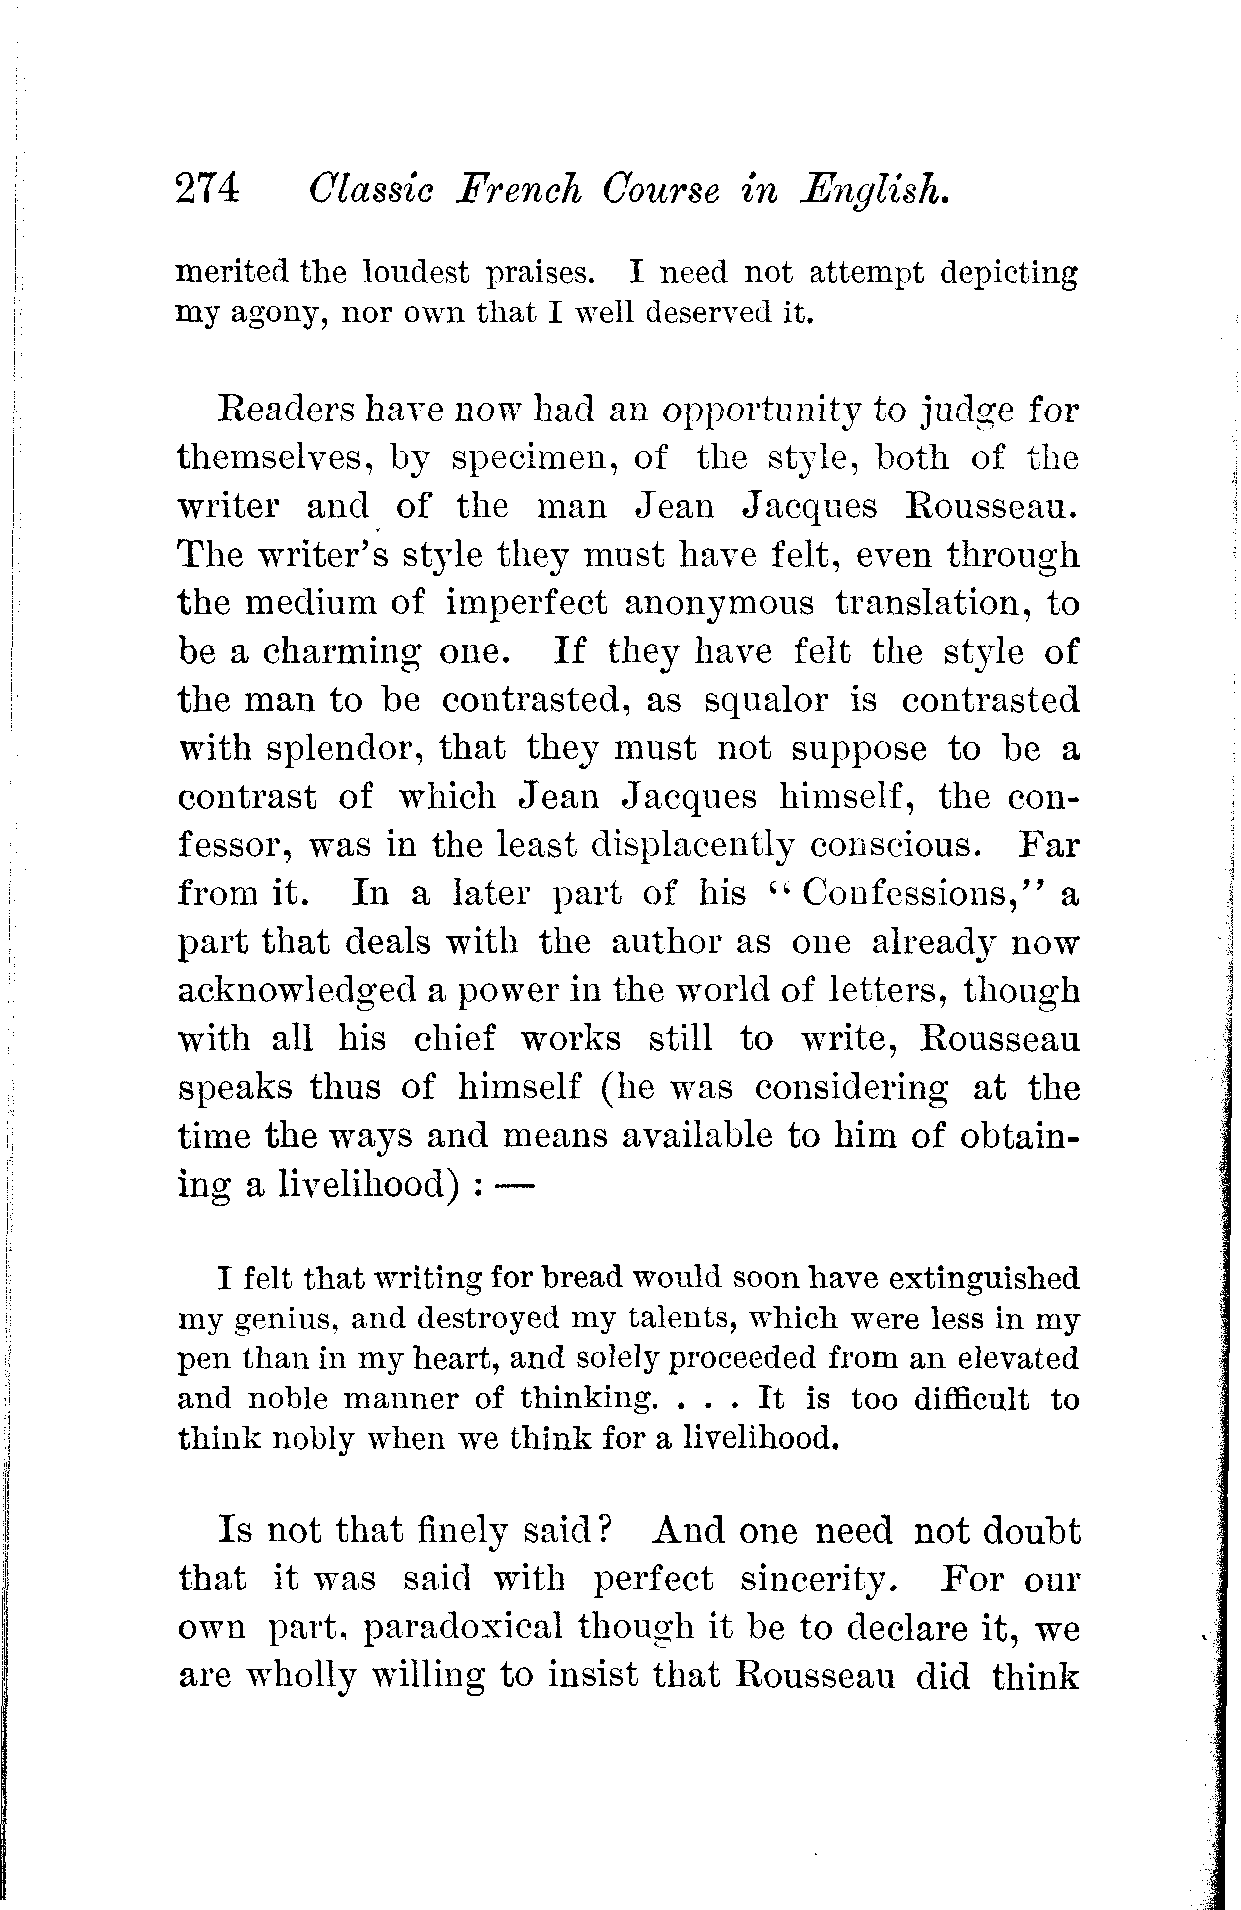 274 Classic French Course in English.
merited the loudest praises. I need not attempt depicting
my agony, nor own that I well deserved it.
Readers have now had an opportunity to judge for
themselves, by specimen, of the style, both of the
writer and of the man Jean Jacques Rousseau.
The writer's style they must have felt, even through
the medium of imperfect anonymous translation, to
be a charming one. If they have felt the style of
the man to be contrasted, as squalor is contrasted
with splendor, that they must not suppose to be a
contrast of which Jean Jacques himself, the con-
fessor, was in the least displacently conscious. Far
from it. In a later part of his "Confessions," a
part that deals with the author as one already now
acknowledged a power in the world of letters, though
with all his chief works still to write, Rousseau
speaks thus of himself (he was considering at the
time the ways and means available to him of obtain-
ing a livelihood) : —
I felt that writing for bread would soon have extinguished
my genius, and destroyed my talents, which were less in my
pen than in my heart, and solely proceeded from an elevated
and noble manner of thinking. . . . It is too difficult to
think nobly when we think for a livelihood.
Is not that finely said? And one need not doubt
that it was said with perfect sincerity. For our
own part, paradoxical though it be to declare it, we
are wholly willing to insist that Rousseau did think